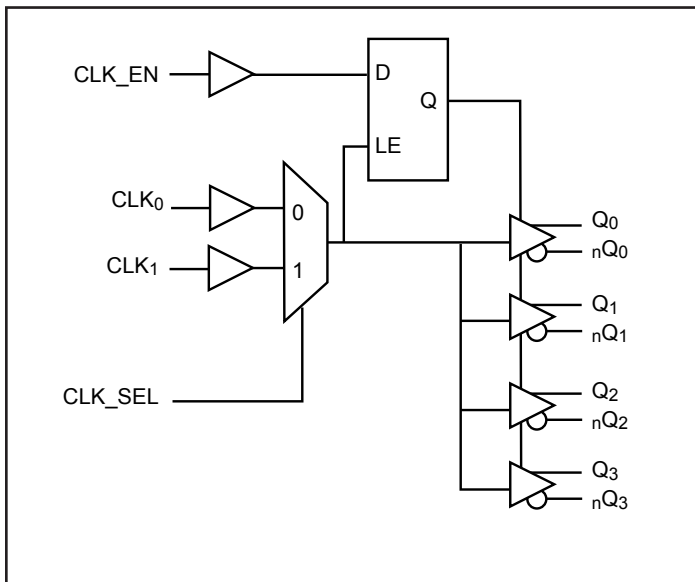 CLK_EN
D
Q
LE
CLK0
0
CLK1
1
CLK_SEL
Q0
nQ0
Q1
nQ1
Q2
nQ2
Q3
nQ3